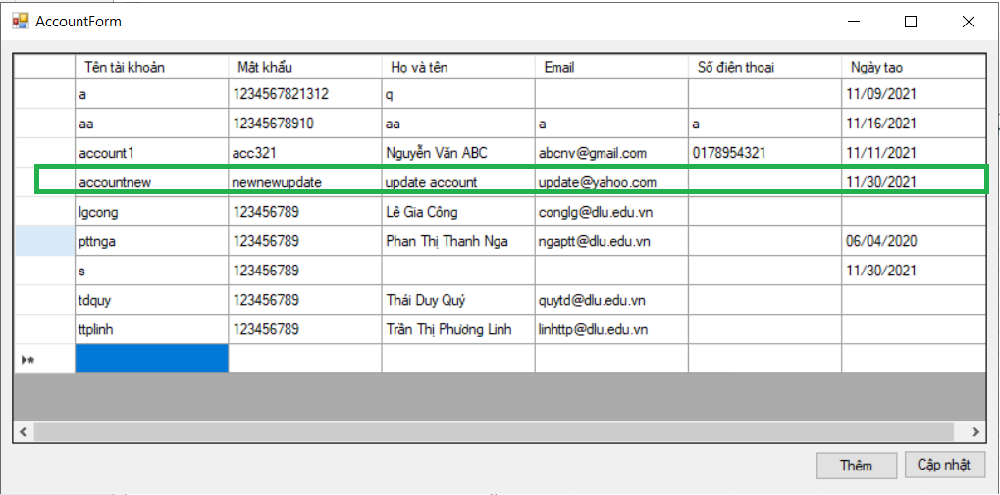 AccountForm
Tên tài khoản Mật khẩu Họ và tên Email Số điện thoại Ngày tạo
a 1234567821312 q 11/09/2021
aa 12345678910 aa a a 11/16/2021
account1 acc321 Nguyễn Văn ABC abcnv@gmail.com 0178954321 11/11/2021
accountnew newnewupdate update account update@yahoo.com 11/30/2021
lgcong 123456789 Lê Gia Công conglg@dlu.edu.vn
pttnga 123456789 Phan Thị Thanh Nga ngaptt@dlu.edu.vn 06/04/2020
s 123456789 11/30/2021
tdquy 123456789 Thái Duy Quý quytd@dlu.edu.vn
ttplinh 123456789 Trần Thị Phương Linh linhttp@dlu.edu.vn
Thêm Cập nhật